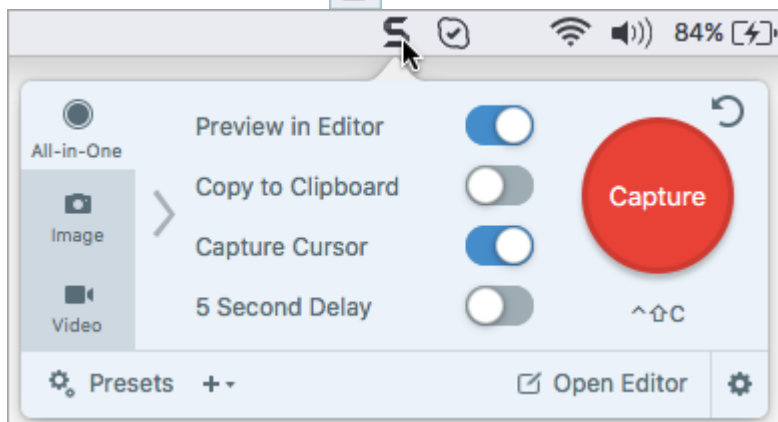 84%
All-in-One
Preview in Editor
Copy to Clipboard
Capture
Image
Capture Cursor
Video
5 Second Delay
^⇧C
Presets + Open Editor